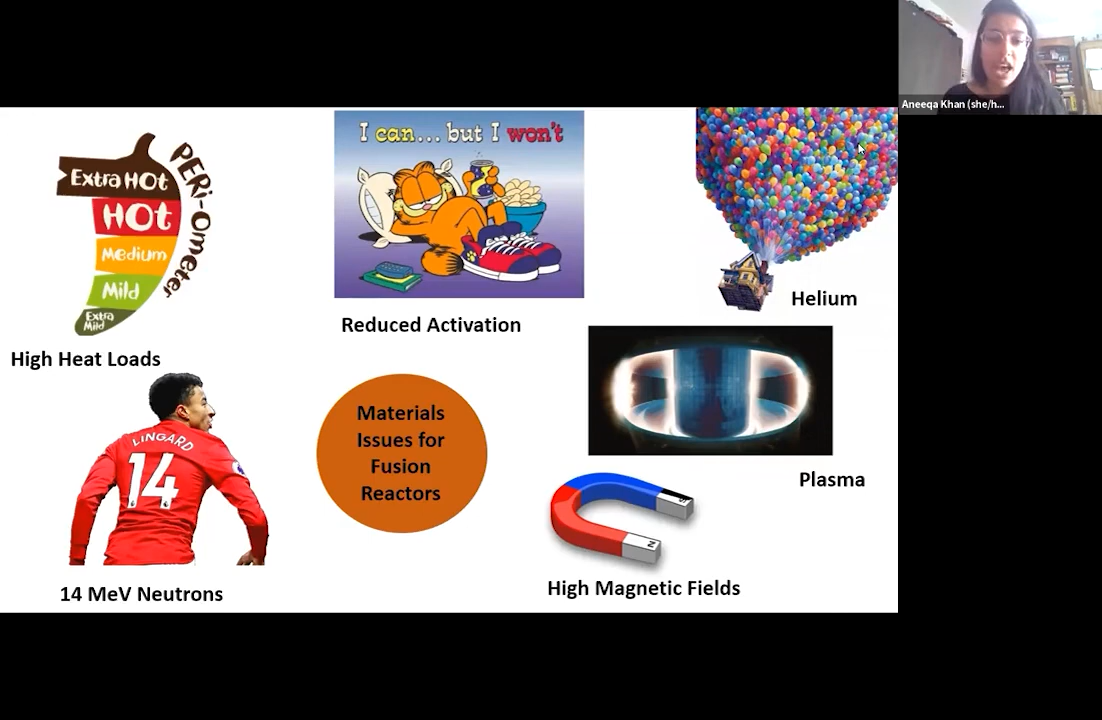 Aneeqa Khan (she/h...
I can... but I won't
Extra Hot
Hot
Medium
Mild
Extra
Mild
PERi-Ometer
Helium
Reduced Activation
High Heat Loads
LINGARD
14
Materials
Issues for
Fusion
Reactors
Plasma
N
High Magnetic Fields
14 MeV Neutrons